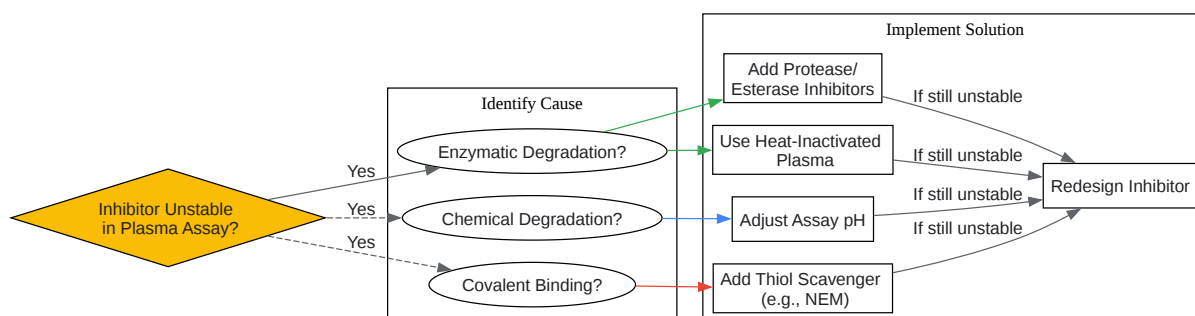 Implement Solution
Add Protease/
Esterase Inhibitors
If still unstable
Identify Cause
Enzymatic Degradation?
Use Heat-Inactivated
Plasma
If still unstable
Yes
Redesign Inhibitor
Inhibitor Unstable
in Plasma Assay?
Yes
Chemical Degradation?
Adjust Assay pH
If still unstable
Yes
If still unstable
Covalent Binding?
Add Thiol Scavenger
(e.g., NEM)